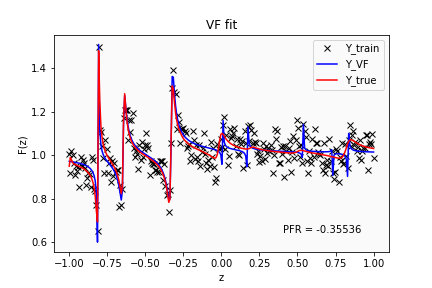 VF fit
Y_train
Y_VF
Y_true
F(z)
1.4
1.2
1.0
0.8
0.6
PFR = -0.35536
−1.00 −0.75 −0.50 −0.25 0.00 0.25 0.50 0.75 1.00
z